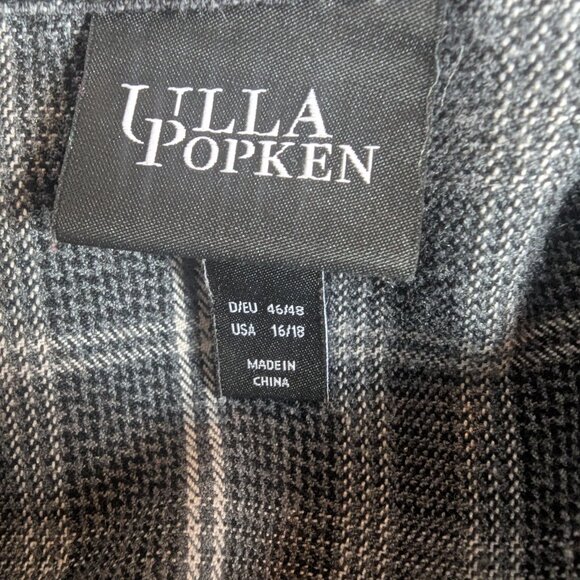 ULLA
POPKEN
D/EU 46/48
USA 16/18
MADE IN
CHINA